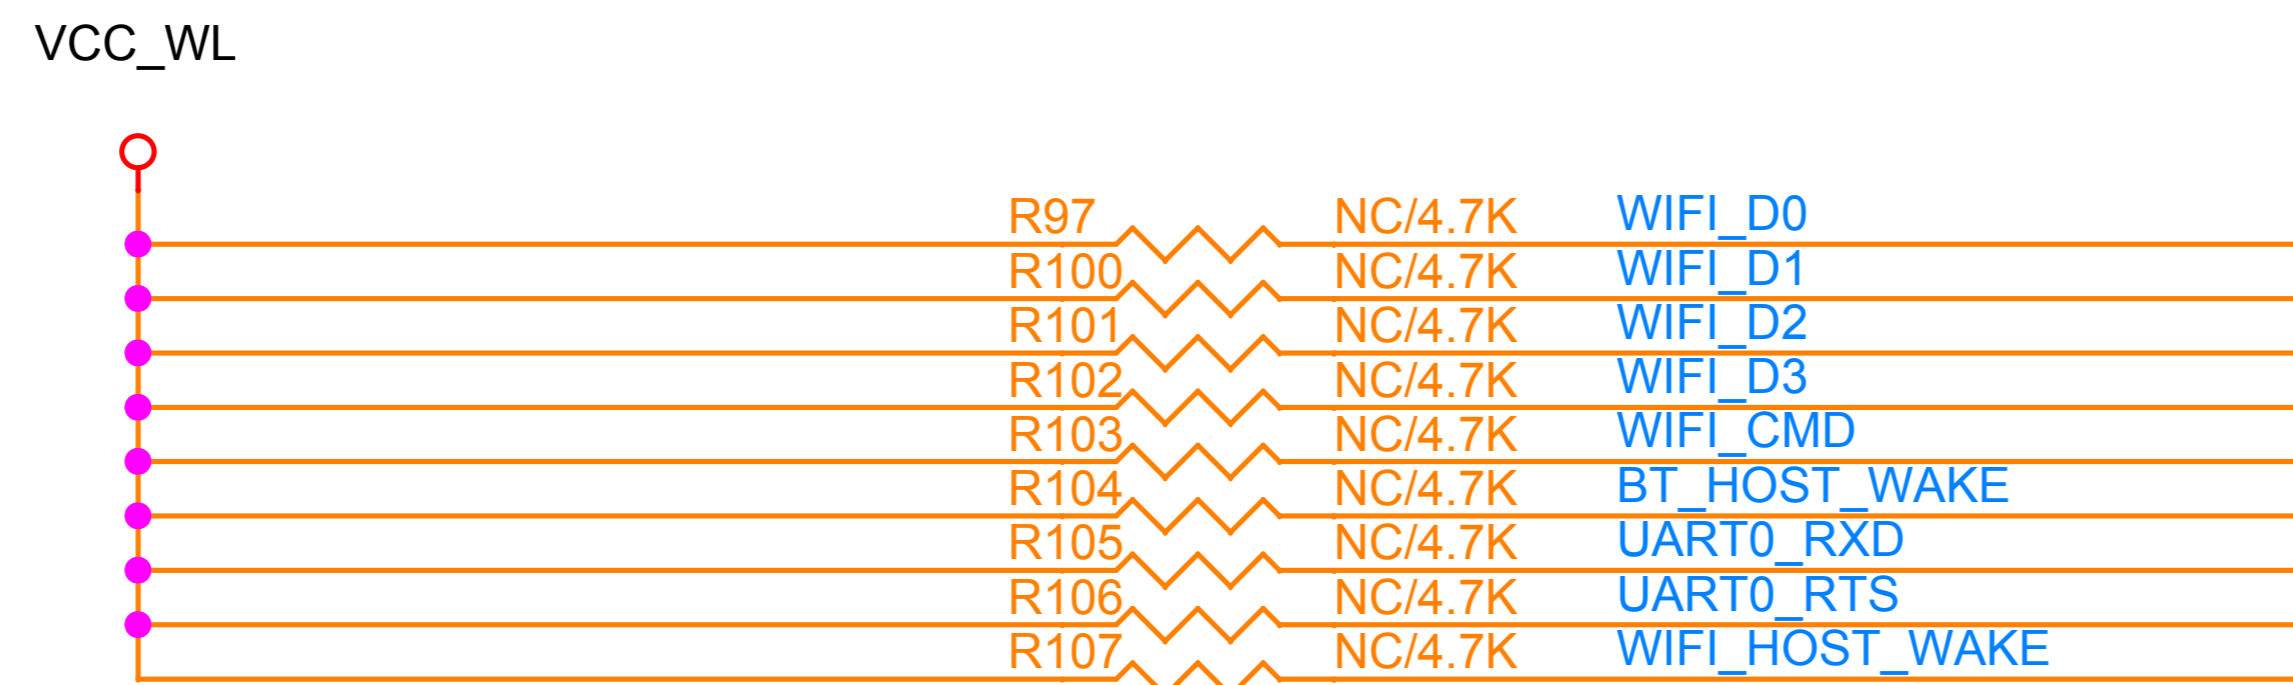 VCC_WL
R97 NC/4.7K WIFI_D0
R100 NC/4.7K WIFI_D1
R101 NC/4.7K WIFI_D2
R102 NC/4.7K WIFI_D3
R103 NC/4.7K WIFI_CMD
R104 NC/4.7K BT_HOST_WAKE
R105 NC/4.7K UART0_RXD
R106 NC/4.7K UART0_RTS
R107 NC/4.7K WIFI_HOST_WAKE